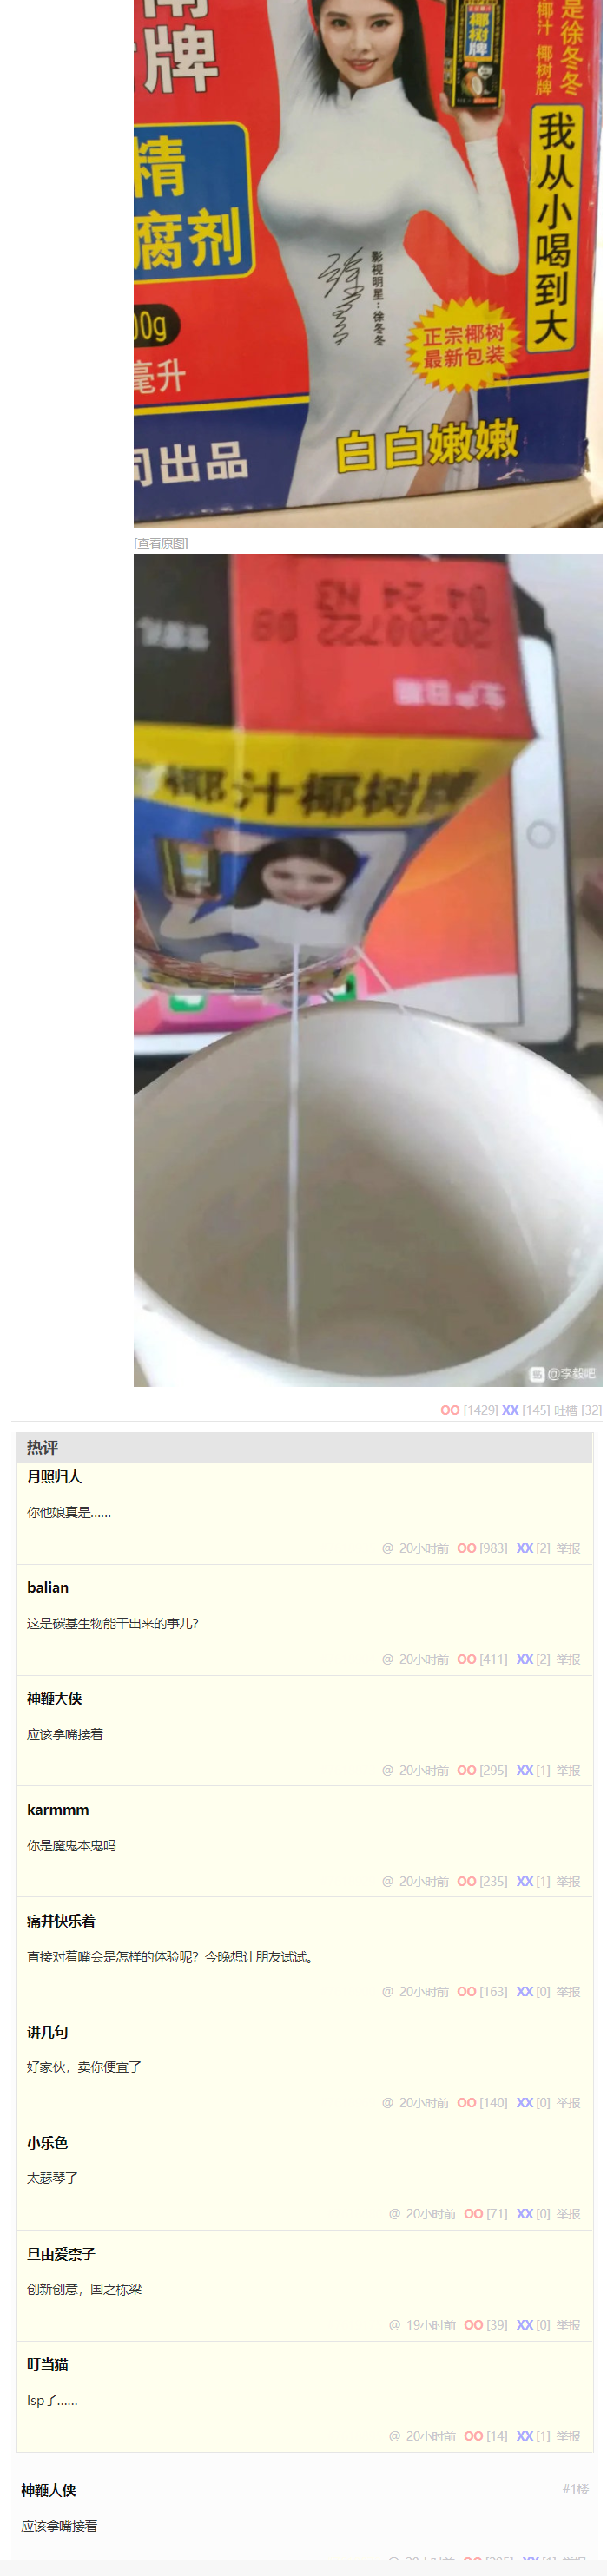 南
牌
是徐冬冬
椰汁 椰树牌
精
腐剂
我从小喝到大
影视明星:徐冬冬
00g
毫升
正宗椰树
最新包装
司出品
白白嫩嫩
[查看原图]
04:24 N3
20200722 08
椰汁椰树牌
@李毅吧
OO [1429] XX [145] 吐槽 [32]
热评
月照归人
你他娘真是……
@ 20小时前 OO [983] XX [2] 举报
balian
这是碳基生物能干出来的事儿?
@ 20小时前 OO [411] XX [2] 举报
神鞭大侠
应该拿嘴接着
@ 20小时前 OO [295] XX [1] 举报
karmmm
你是魔鬼本鬼吗
@ 20小时前 OO [235] XX [1] 举报
痛并快乐着
直接对着嘴会是怎样的体验呢?今晚想让朋友试试。
@ 20小时前 OO [163] XX [0] 举报
讲几句
好家伙,卖你便宜了
@ 20小时前 OO [140] XX [0] 举报
小乐色
太瑟琴了
@ 20小时前 OO [71] XX [0] 举报
旦由爱柰子
创新创意,国之栋梁
@ 19小时前 OO [39] XX [0] 举报
叮当猫
lsp了……
@ 20小时前 OO [14] XX [1] 举报
神鞭大侠
#1楼
应该拿嘴接着